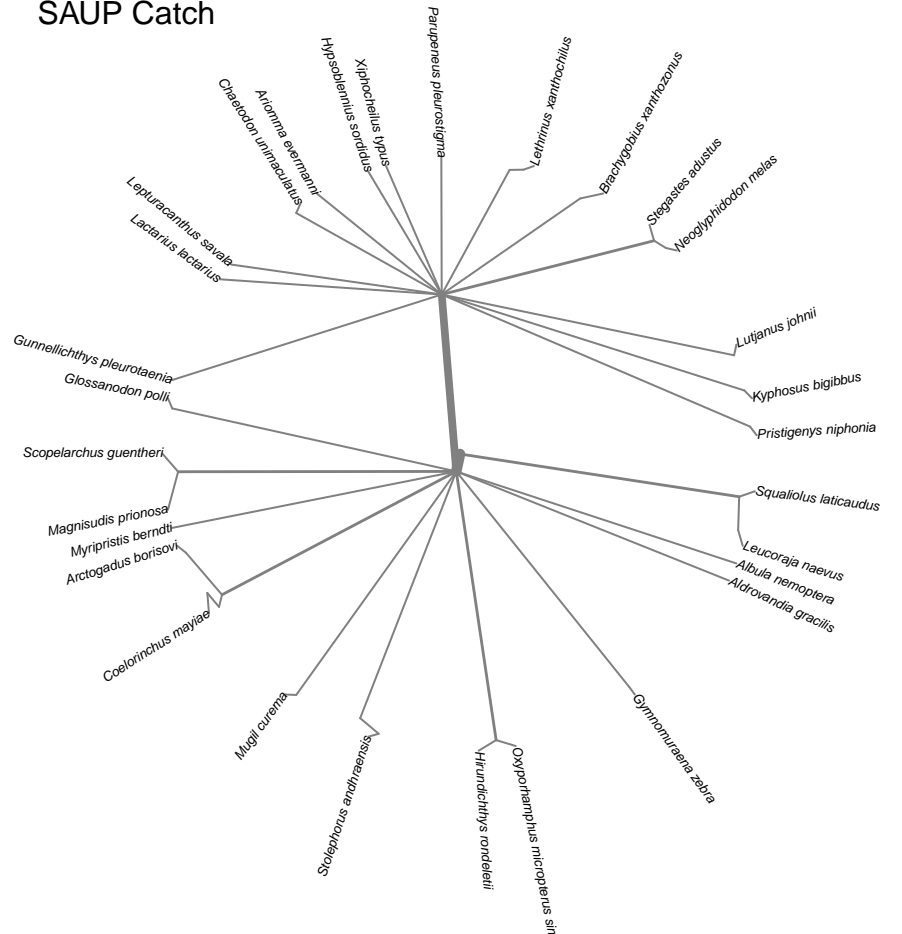 SAUP Catch
Parupeneus pleurostigma
Lethrinus xanthochilus
Brachygobius xanthozonus
Stegastes adustus
Neoglyphidodon melas
Lutjanus johnii
Kyphosus bigibbus
Pristigenys niphonia
Squaliolus laticaudus
Leucoraja naevus
Albula nemoptera
Aldrovandia gracilis
Gymnomuraena zebra
Oxyporhamphus micropterus sin
Hirundichthys rondeletii
Stolephorus andhraensis
Mugil curema
Coelorinchus mayiae
Arctogadus borisovi
Myripristis berndti
Magnisudis prionosa
Scopelarchus guentheri
Glossanodon polli
Gunnellichthys pleurotaenia
Lactarius lactarius
Lepturacanthus savala
Chaetodon unimaculatus
Ariomma evermanni
Hypsoblennius sordidus
Xiphocheilus typus